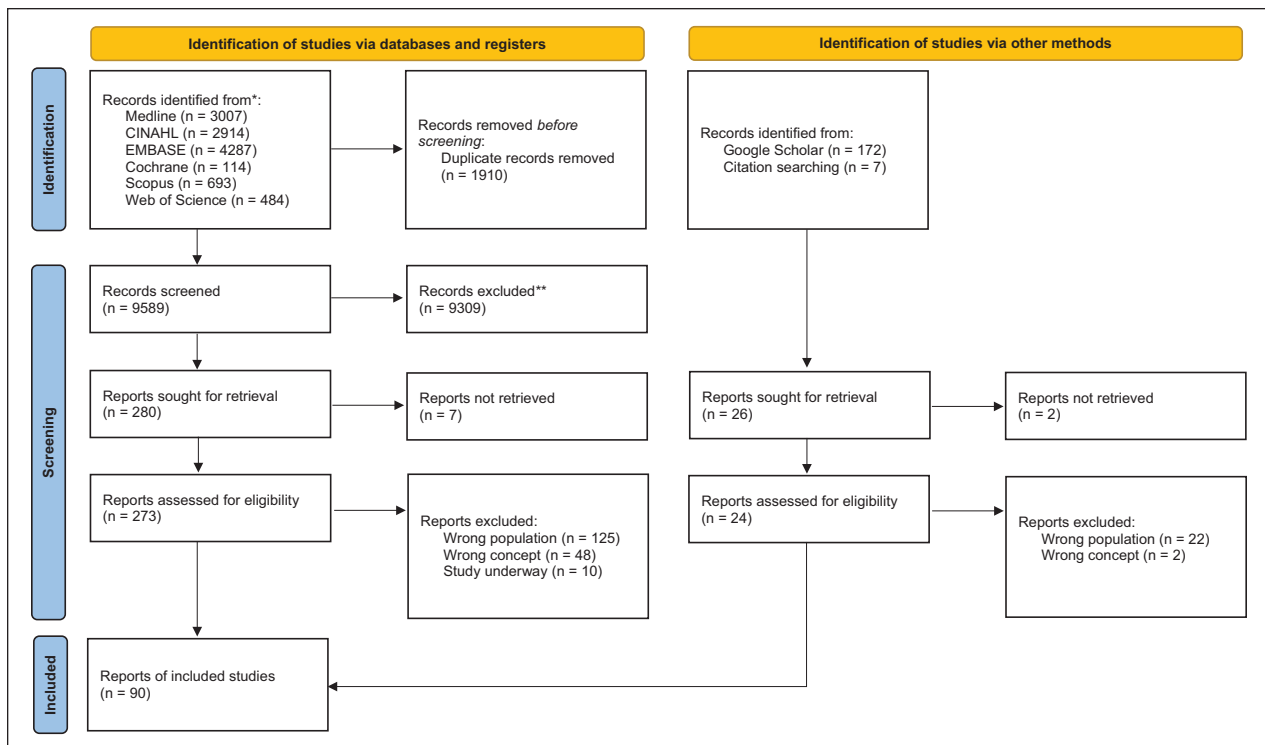 Identification of studies via databases and registers
Identification of studies via other methods
Identification
Records identified from*:
Medline (n = 3007)
CINAHL (n = 2914)
EMBASE (n = 4287)
Cochrane (n = 114)
Scopus (n = 693)
Web of Science (n = 484)
Records removed before
screening:
Duplicate records removed
(n = 1910)
Records identified from:
Google Scholar (n = 172)
Citation searching (n = 7)
Screening
Records screened
(n = 9589)
Records excluded**
(n = 9309)
Reports sought for retrieval
(n = 280)
Reports not retrieved
(n = 7)
Reports sought for retrieval
(n = 26)
Reports not retrieved
(n = 2)
Reports assessed for eligibility
(n = 273)
Reports excluded:
Wrong population (n = 125)
Wrong concept (n = 48)
Study underway (n = 10)
Reports assessed for eligibility
(n = 24)
Reports excluded:
Wrong population (n = 22)
Wrong concept (n = 2)
Included
Reports of included studies
(n = 90)